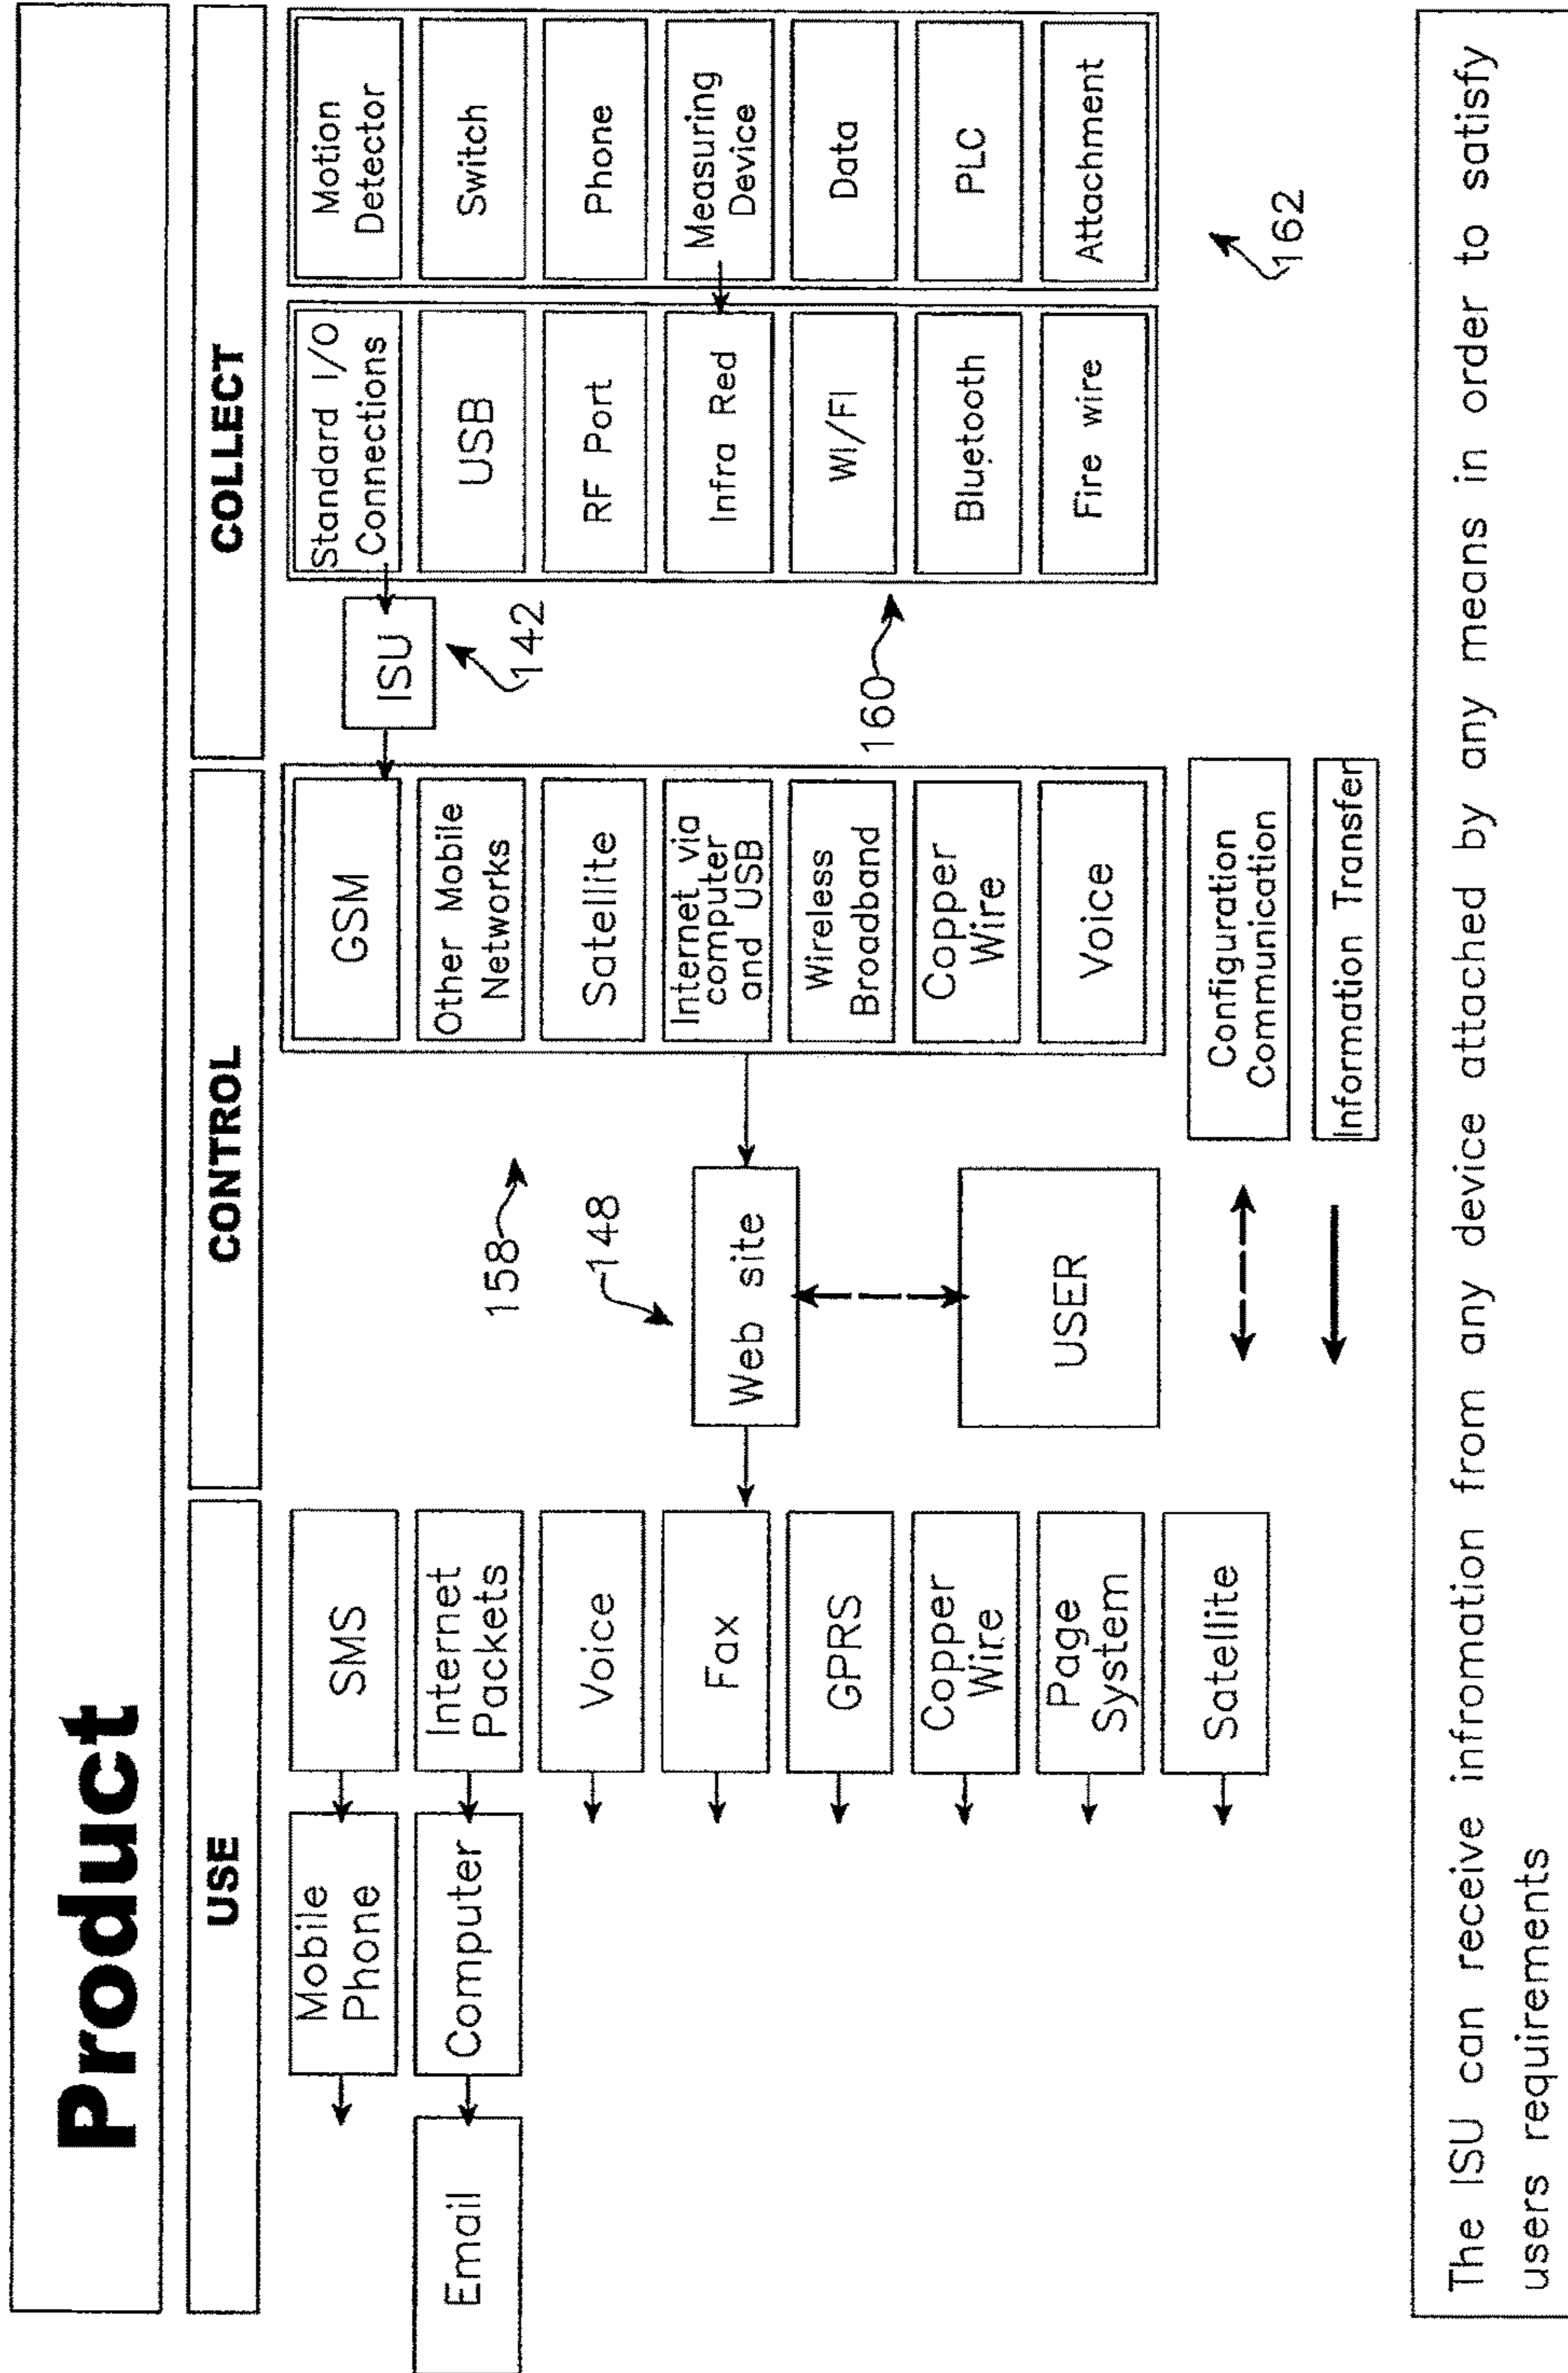 Product
USE
CONTROL
COLLECT
Email
Mobile
Phone
Computer
SMS
Internet
Packets
Voice
Fax
GPRS
Copper
Wire
Page
System
Satellite
158
148
Web site
USER
GSM
Other Mobile
Networks
Satellite
Internet via
computer
and USB
Wireless
Broadband
Copper
Wire
Voice
Configuration
Communication
Information Transfer
ISU
142
160
Standard I/O
Connections
USB
RF Port
Infra Red
WI/FI
Bluetooth
Fire wire
Motion
Detector
Switch
Phone
Measuring
Device
Data
PLC
Attachment
162
The ISU can receive infromation from any device attached by any means in order to satisfy
users requirements